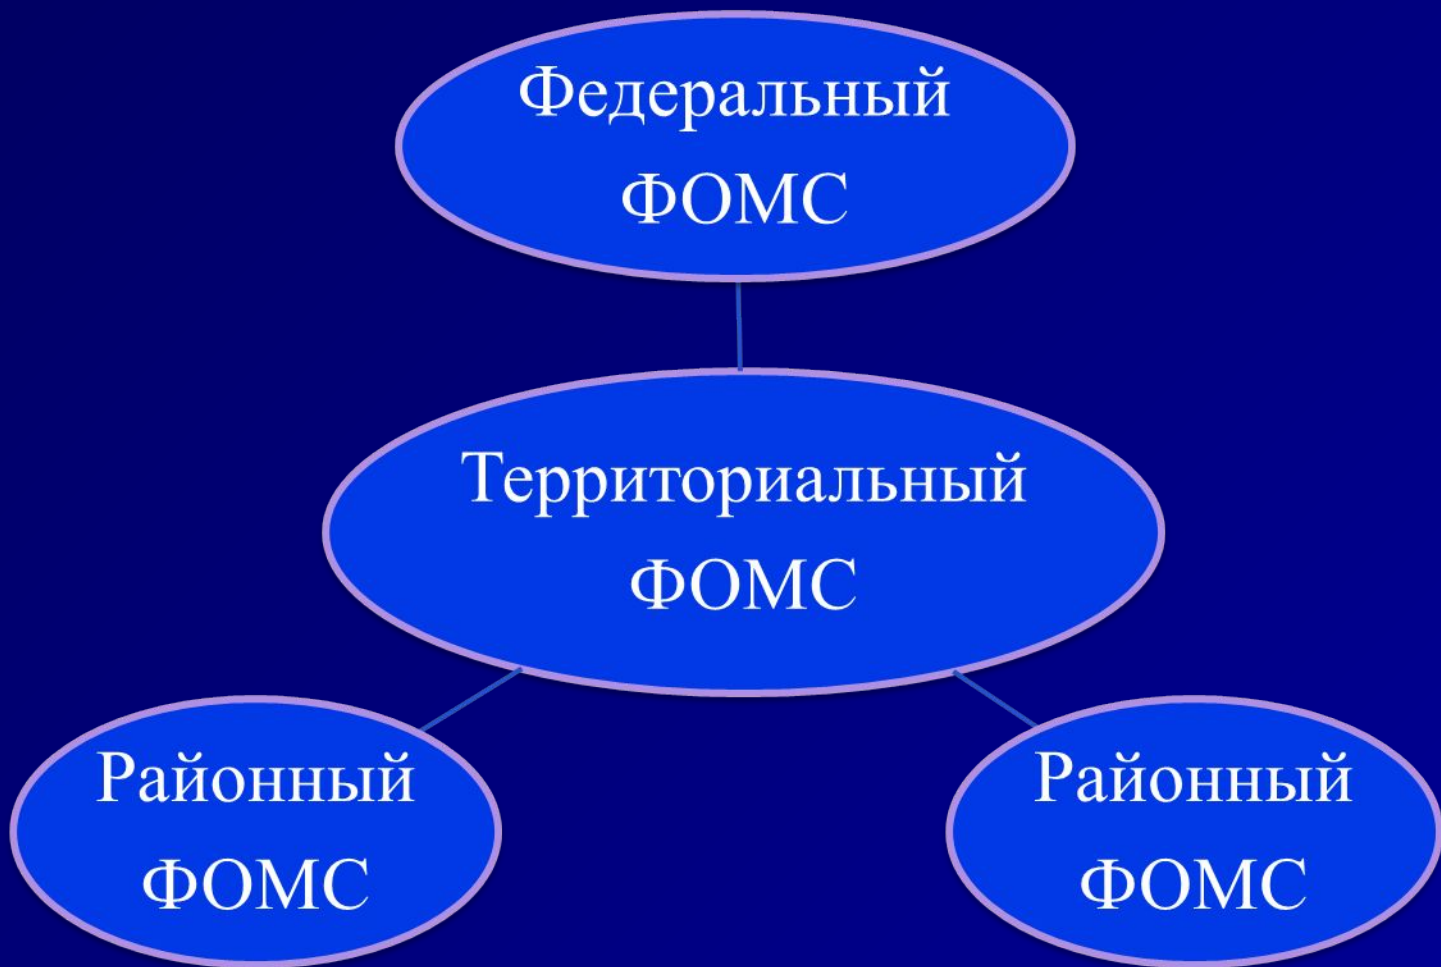 Федеральный
ФОМС
Территориальный
ФОМС
Районный
ФОМС
Районный
ФОМС